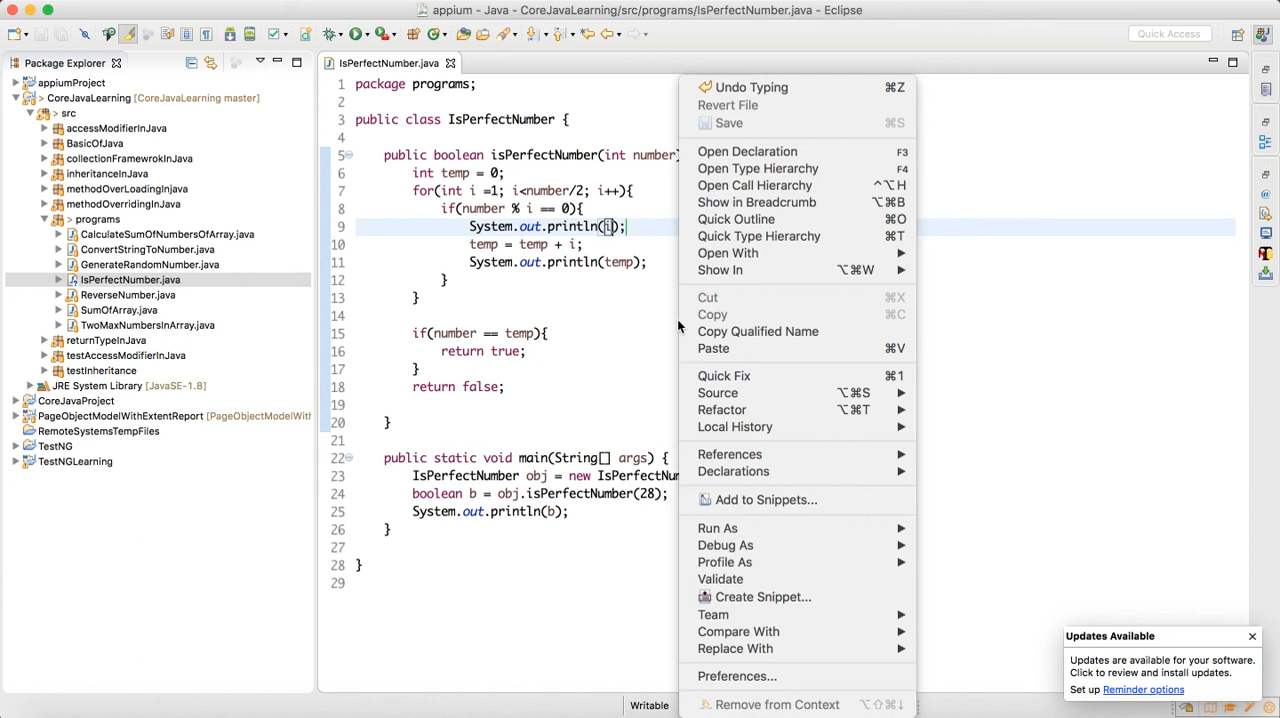 appium - Java - CoreJavaLearning/src/programs/IsPerfectNumber.java - Eclipse
Quick Access
Package Explorer
appiumProject
> CoreJavaLearning [CoreJavaLearning master]
> src
accessModifierInJava
BasicOfJava
collectionFramewrokInJava
inheritanceInJava
methodOverLoadingInjava
methodOverridingInJava
> programs
CalculateSumOfNumbersOfArray.java
ConvertStringToNumber.java
GenerateRandomNumber.java
IsPerfectNumber.java
ReverseNumber.java
SumOfArray.java
TwoMaxNumbersInArray.java
returnTypeInJava
testAccessModifierInJava
testInheritance
JRE System Library [JavaSE-1.8]
CoreJavaProject
PageObjectModelWithExtentReport [PageObjectModelWith
RemoteSystemsTempFiles
TestNG
TestNGLearning
IsPerfectNumber.java
1 package programs;
2
3 public class IsPerfectNumber {
4
5 public boolean isPerfectNumber(int number)
6 int temp = 0;
7 for(int i =1; i<number/2; i++){
8 if(number % i == 0){
9 System.out.println(i);
10 temp = temp + i;
11 System.out.println(temp);
12 }
13 }
14
15 if(number == temp){
16 return true;
17 }
18 return false;
19
20 }
21
22 public static void main(String[] args) {
23 IsPerfectNumber obj = new IsPerfectNum
24 boolean b = obj.isPerfectNumber(28);
25 System.out.println(b);
26 }
27
28 }
29
Undo Typing ⌘Z
Revert File
Save ⌘S
Open Declaration F3
Open Type Hierarchy F4
Open Call Hierarchy ^⌥H
Show in Breadcrumb ⌥⌘B
Quick Outline ⌘O
Quick Type Hierarchy ⌘T
Open With
Show In ⌥⌘W
Cut ⌘X
Copy ⌘C
Copy Qualified Name
Paste ⌘V
Quick Fix ⌘1
Source ⌥⌘S
Refactor ⌥⌘T
Local History
References
Declarations
Add to Snippets...
Run As
Debug As
Profile As
Validate
Create Snippet...
Team
Compare With
Replace With
Preferences...
Remove from Context ⌥⇧⌘↓
Writable
Updates Available
Updates are available for your software.
Click to review and install updates.
Set up Reminder options